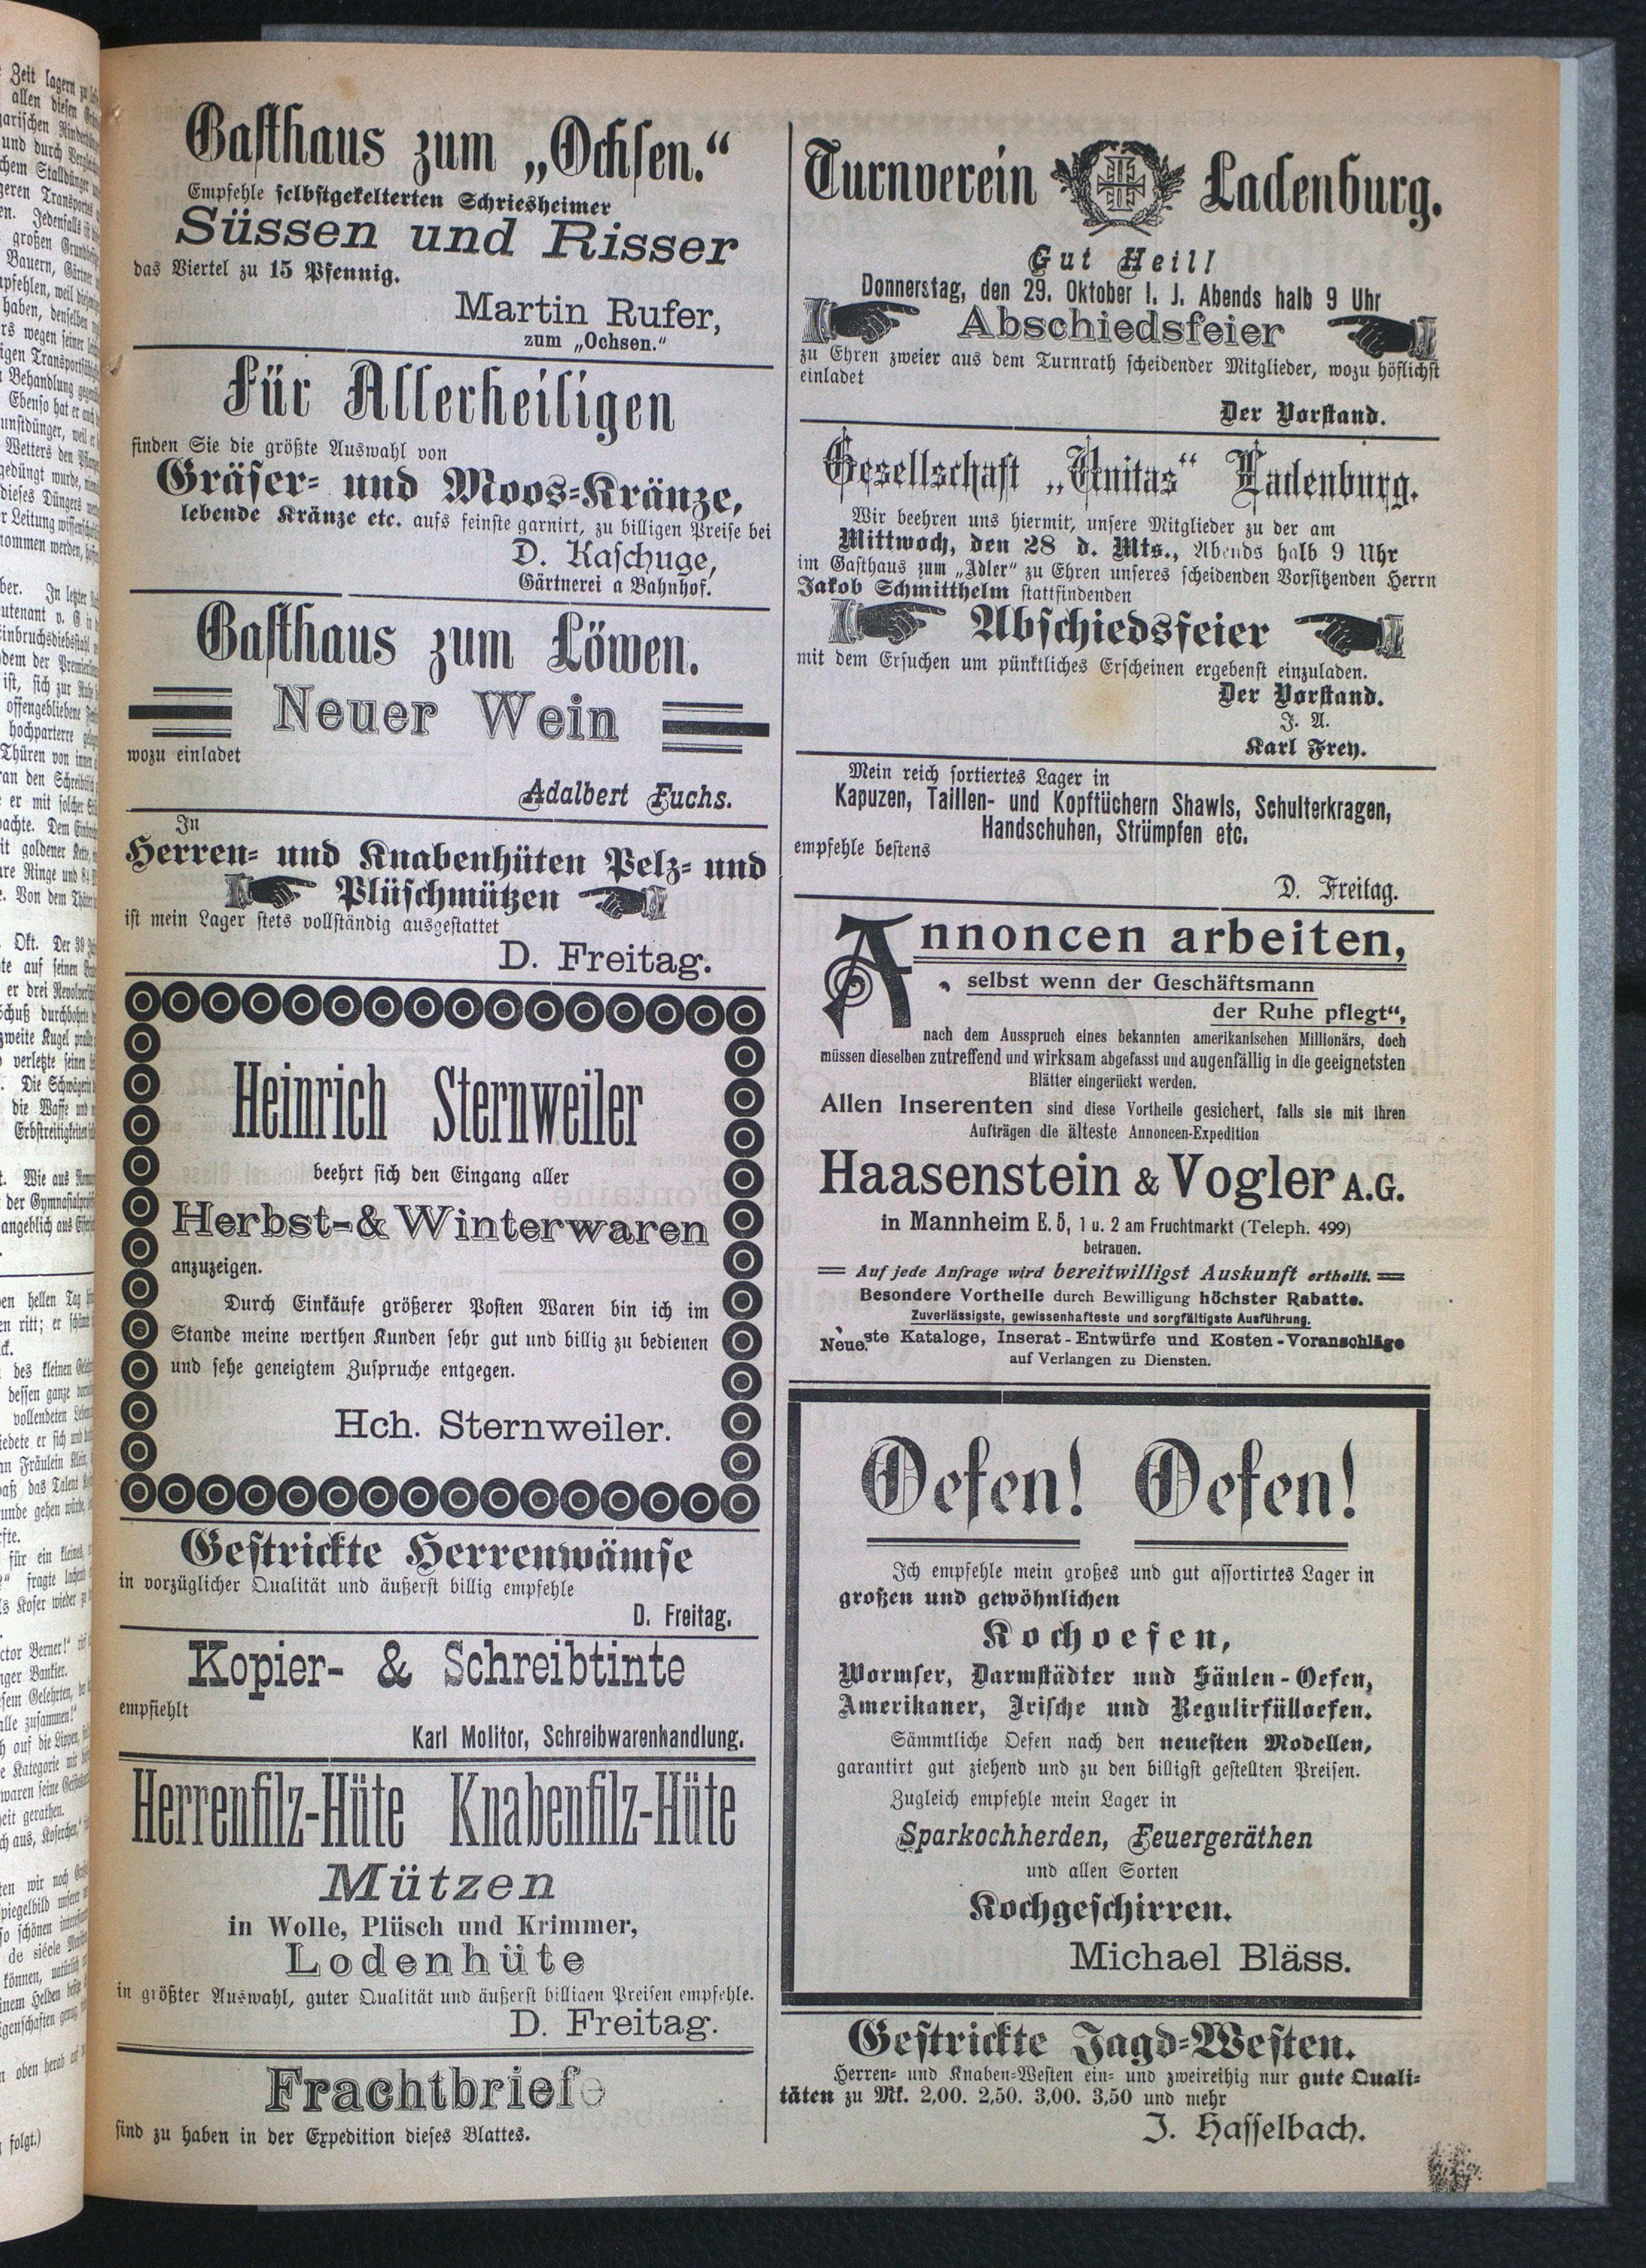 Gasthaus zum „Ochsen.“
Empfehle selbstgekelterten Schriesheimer
Süssen und Risser
das Viertel zu 15 Pfennig.
Martin Rufer,
zum „Ochsen.“
Für Allerheiligen
finden Sie die größte Auswahl von
Gräser- und Moos-Kränze,
lebende Kränze etc. aufs feinste garnirt, zu billigen Preise bei
D. Kaschuge,
Gärtnerei a Bahnhof.
Gasthaus zum Löwen.
Neuer Wein
wozu einladet
Adalbert Fuchs.
In
Herren- und Knabenhüten Pelz- und
Plüschmützen
ist mein Lager stets vollständig ausgestattet
D. Freitag.
Heinrich Sternweiler
beehrt sich den Eingang aller
Herbst-& Winterwaren
anzuzeigen.
Durch Einkäufe größerer Posten Waren bin ich im
Stande meine werthen Kunden sehr gut und billig zu bedienen
und sehe geneigtem Zuspruche entgegen.
Hch. Sternweiler.
Gestrickte Herrenwämse
in vorzüglicher Qualität und äußerst billig empfehle
D. Freitag.
Kopier- & Schreibtinte
empfiehlt
Karl Molitor, Schreibwarenhandlung.
Herrenfilz-Hüte Knabenfilz-Hüte
Mützen
in Wolle, Plüsch und Krimmer,
Lodenhüte
in größter Auswahl, guter Qualität und äußerst billigen Preisen empfehle.
D. Freitag.
Frachtbriefe
sind zu haben in der Expedition dieses Blattes.
Turnverein Ladenburg.
Gut Heil!
Donnerstag, den 29. Oktober l. J. Abends halb 9 Uhr
Abschiedsfeier
zu Ehren zweier aus dem Turnrath scheidender Mitglieder, wozu höflichst
einladet
Der Vorstand.
Gesellschaft „Unitas“ Ladenburg.
Wir beehren uns hiermit, unsere Mitglieder zu der am
Mittwoch, den 28 d. Mts., Abends halb 9 Uhr
im Gasthaus zum „Adler“ zu Ehren unseres scheidenden Vorsitzenden Herrn
Jakob Schmitthelm stattfindenden
Abschiedsfeier
mit dem Ersuchen um pünktliches Erscheinen ergebenst einzuladen.
Der Vorstand.
J. A.
Karl Frey.
Mein reich sortiertes Lager in
Kapuzen, Taillen- und Kopftüchern Shawls, Schulterkragen,
Handschuhen, Strümpfen etc.
empfehle bestens
D. Freitag.
Annoncen arbeiten,
selbst wenn der Geschäftsmann
der Ruhe pflegt“,
nach dem Ausspruch eines bekannten amerikanischen Millionärs, doch
müssen dieselben zutreffend und wirksam abgefasst und augenfällig in die geeignetsten
Blätter eingerückt werden.
Allen Inserenten sind diese Vortheile gesichert, falls sie mit ihren
Aufträgen die älteste Annoncen-Expedition
Haasenstein & Vogler A.G.
in Mannheim E. 5, 1 u. 2 am Fruchtmarkt (Teleph. 499)
betrauen.
Auf jede Anfrage wird bereitwilligst Auskunft ertheilt.
Besondere Vortheile durch Bewilligung höchster Rabatte.
Zuverlässigste, gewissenhafteste und sorgfältigste Ausführung.
Neueste Kataloge, Inserat-Entwürfe und Kosten-Voranschläge
auf Verlangen zu Diensten.
Oefen! Oefen!
Ich empfehle mein großes und gut assortirtes Lager in
großen und gewöhnlichen
Kochoefen,
Wormser, Darmstädter und Säulen-Oefen,
Amerikaner, Irische und Regulirfülloefen.
Sämmtliche Oefen nach den neuesten Modellen,
garantirt gut ziehend und zu den billigst gestellten Preisen.
Zugleich empfehle mein Lager in
Sparkochherden, Feuergeräthen
und allen Sorten
Kochgeschirren.
Michael Bläss.
Gestrickte Jagd-Westen.
Herren- und Knaben-Westen ein- und zweireihig nur gute Quali-
täten zu Mk. 2,00. 2,50. 3,00. 3,50 und mehr
J. Hasselbach.